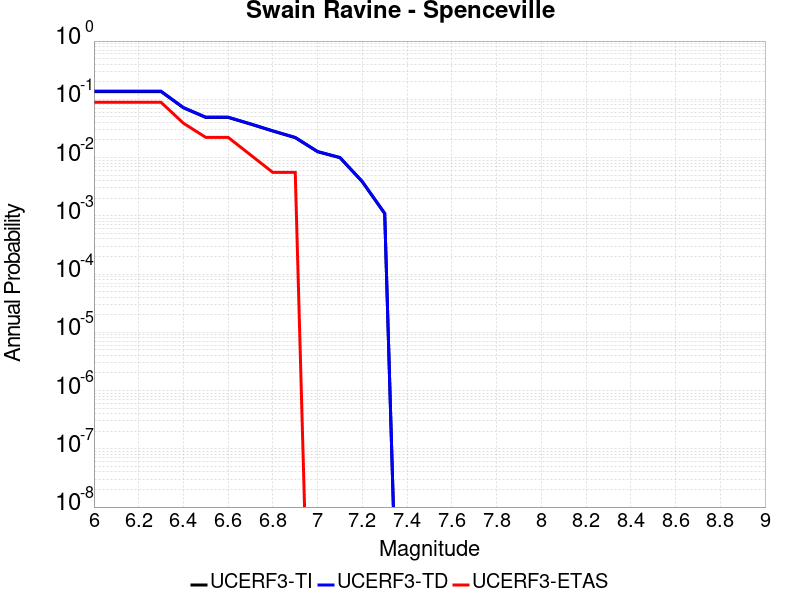 Swain Ravine - Spenceville
10^0
10^-1
10^-2
10^-3
10^-4
10^-5
10^-6
10^-7
10^-8
Annual Probability
6 6.2 6.4 6.6 6.8 7 7.2 7.4 7.6 7.8 8 8.2 8.4 8.6 8.8 9
Magnitude
UCERF3-TI UCERF3-TD UCERF3-ETAS